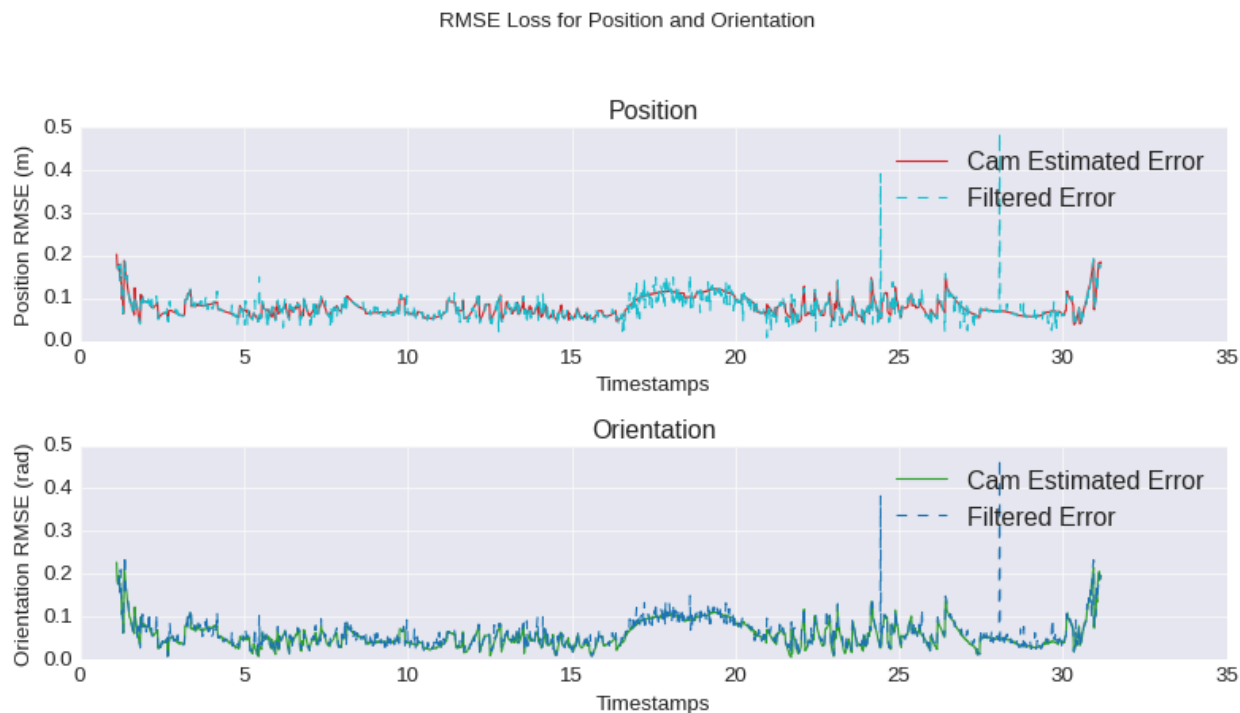 RMSE Loss for Position and Orientation
Position
Position RMSE (m)
0.5
0.4
0.3
0.2
0.1
0.0
Cam Estimated Error
Filtered Error
0 5 10 15 20 25 30 35
Timestamps
Orientation
Orientation RMSE (rad)
0.5
0.4
0.3
0.2
0.1
0.0
Cam Estimated Error
Filtered Error
0 5 10 15 20 25 30 35
Timestamps